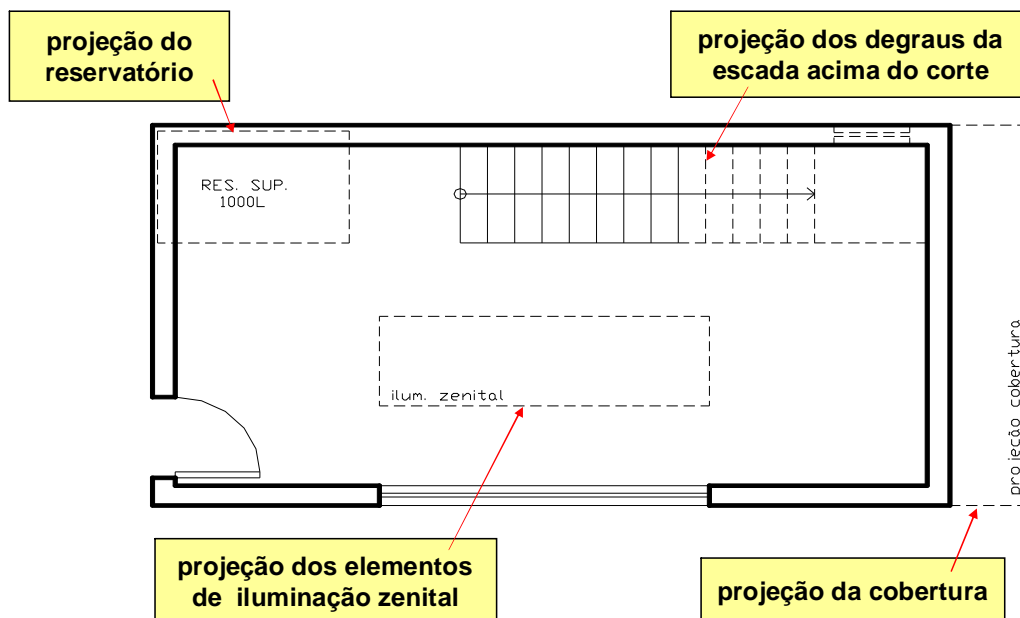 projeção do
reservatório
projeção dos degraus da
escada acima do corte
RES. SUP.
1000L
ilum. zenital
projeção cobertura
projeção dos elementos
de iluminação zenital
projeção da cobertura